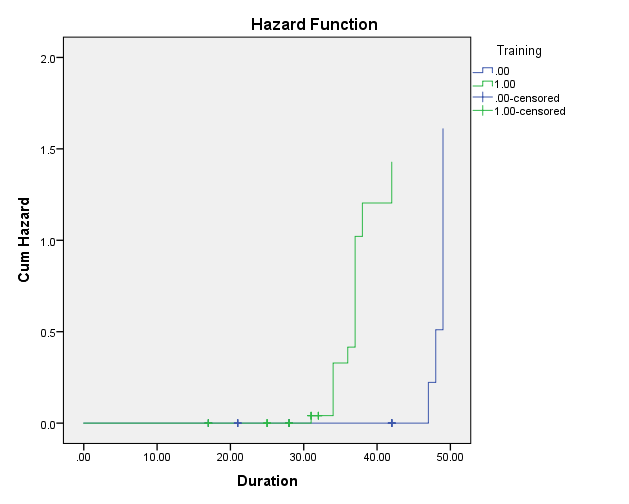 Hazard Function
Training
.00
1.00
.00-censored
1.00-censored
2.0
1.5
1.0
0.5
0.0
Cum Hazard
.00 10.00 20.00 30.00 40.00 50.00
Duration